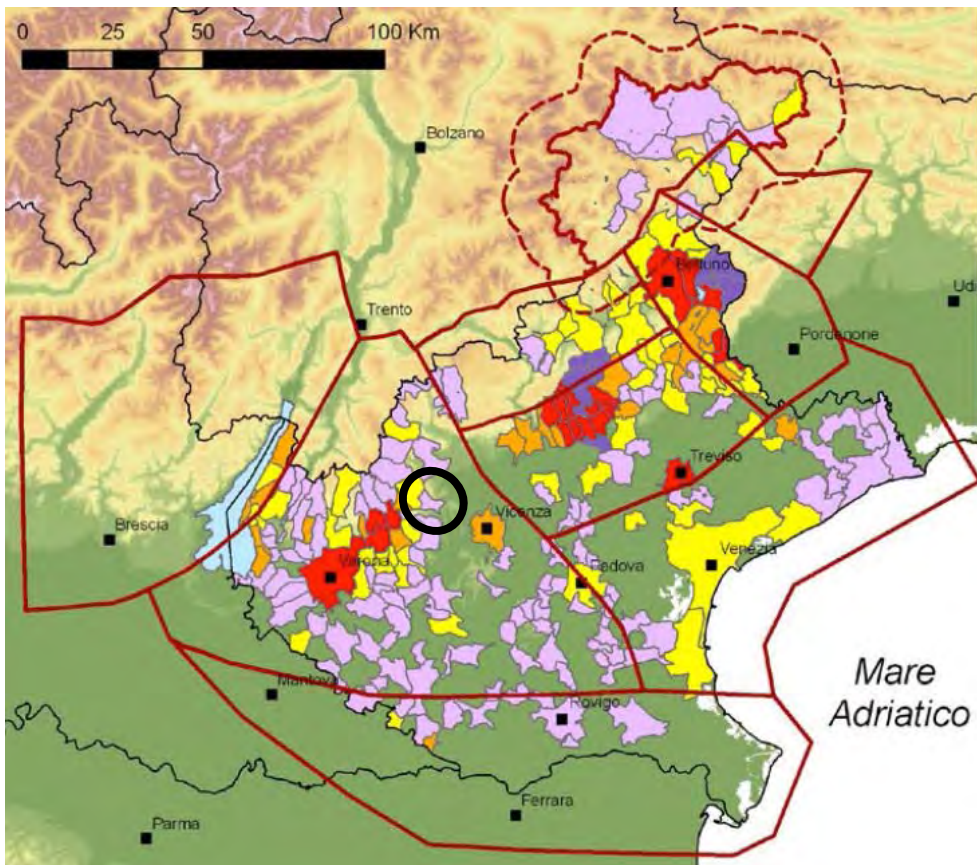 0 25 50 100 Km
Bolzano
Trento
Belluno
Udi
Pordenone
Treviso
Brescia
Vicenza
Verona
Padova
Venezia
Mantova
Rovigo
Mare
Adriatico
Ferrara
Parma